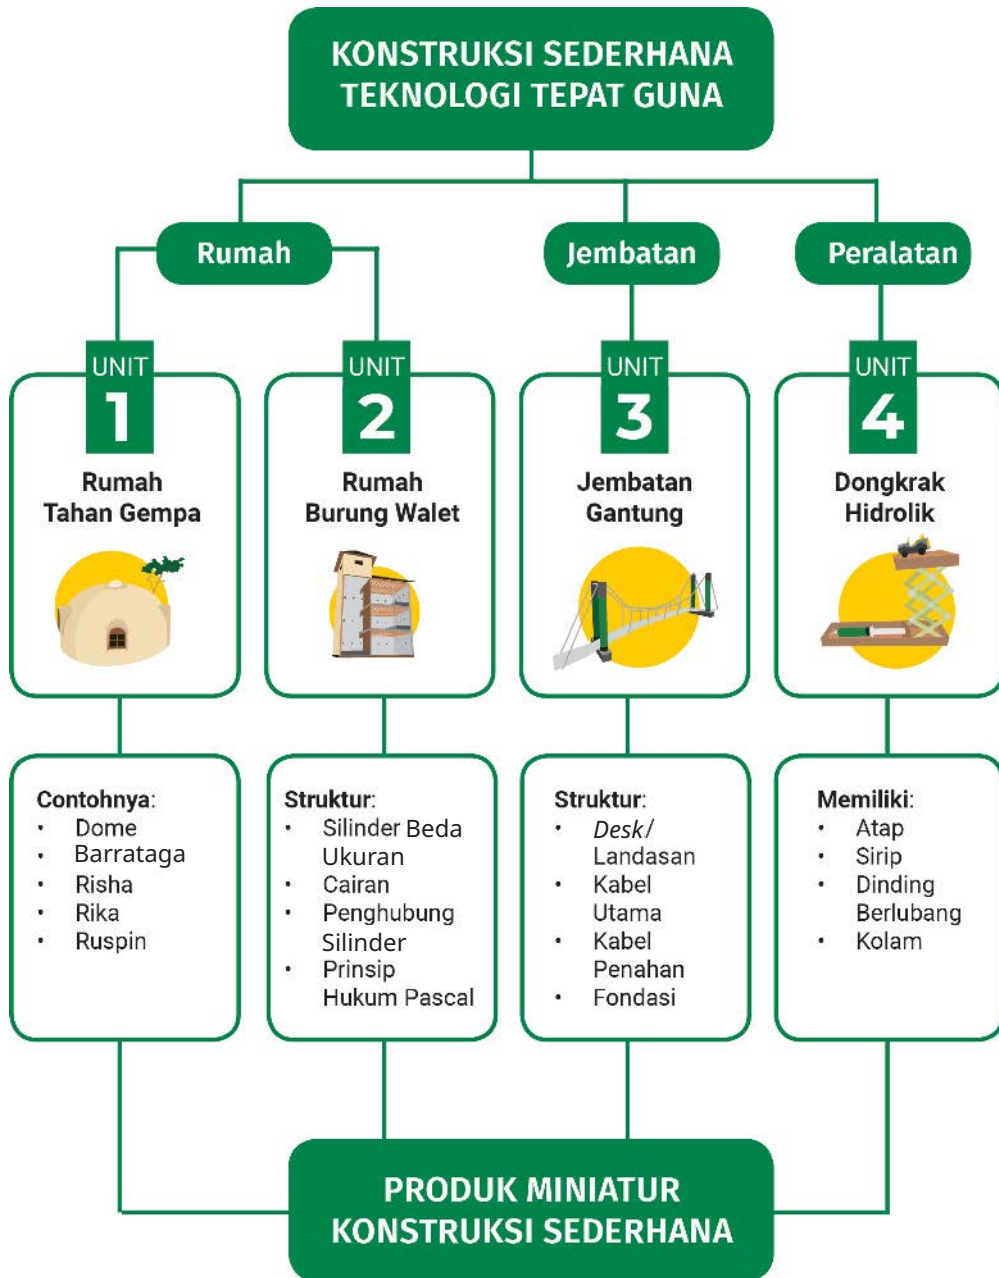 KONSTRUKSI SEDERHANA
TEKNOLOGI TEPAT GUNA
Rumah
Jembatan
Peralatan
UNIT
1
Rumah
Tahan Gempa
UNIT
2
Rumah
Burung Walet
UNIT
3
Jembatan
Gantung
UNIT
4
Dongkrak
Hidrolik
Contohnya:
• Dome
• Barrataga
• Risha
• Rika
• Ruspin
Struktur:
• Silinder Beda
Ukuran
• Cairan
• Penghubung
Silinder
• Prinsip
Hukum Pascal
Struktur:
• Desk/
Landasan
• Kabel
Utama
• Kabel
Penahan
• Fondasi
Memiliki:
• Atap
• Sirip
• Dinding
Berlubang
• Kolam
PRODUK MINIATUR
KONSTRUKSI SEDERHANA